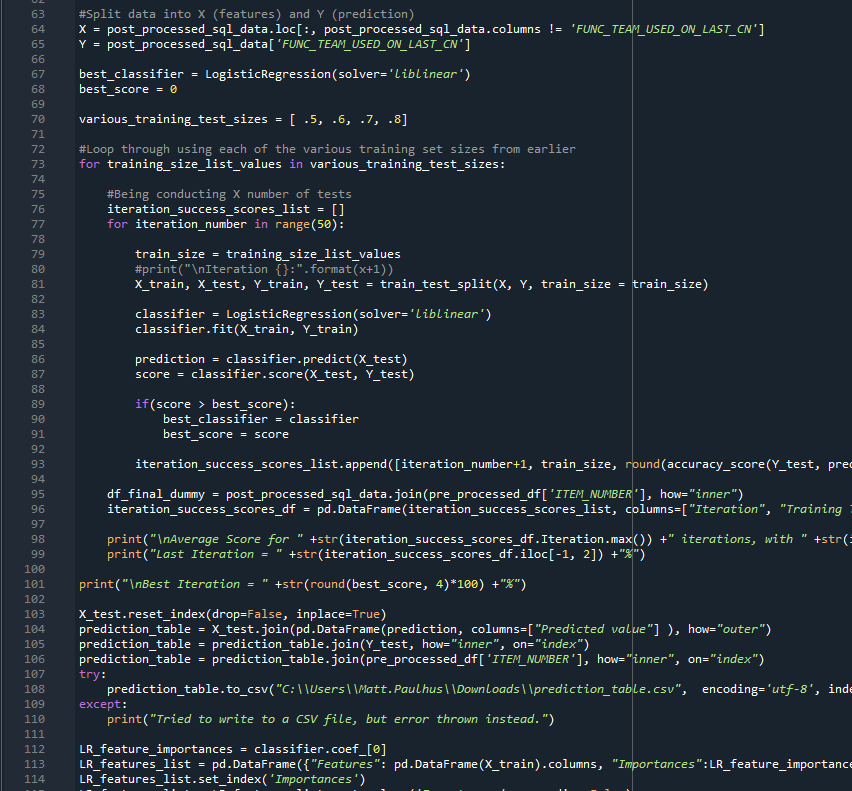 63 #Split data into X (features) and Y (prediction)
64 X = post_processed_sql_data.loc[:, post_processed_sql_data.columns != 'FUNC_TEAM_USED_ON_LAST_CN']
65 Y = post_processed_sql_data['FUNC_TEAM_USED_ON_LAST_CN']
66
67 best_classifier = LogisticRegression(solver='liblinear')
68 best_score = 0
69
70 various_training_test_sizes = [ .5, .6, .7, .8]
71
72 #Loop through using each of the various training set sizes from earlier
73 for training_size_list_values in various_training_test_sizes:
74
75 #Being conducting X number of tests
76 iteration_success_scores_list = []
77 for iteration_number in range(50):
78
79 train_size = training_size_list_values
80 #print("\nIteration {}:".format(x+1))
81 X_train, X_test, Y_train, Y_test = train_test_split(X, Y, train_size = train_size)
82
83 classifier = LogisticRegression(solver='liblinear')
84 classifier.fit(X_train, Y_train)
85
86 prediction = classifier.predict(X_test)
87 score = classifier.score(X_test, Y_test)
88
89 if(score > best_score):
90 best_classifier = classifier
91 best_score = score
92
93 iteration_success_scores_list.append([iteration_number+1, train_size, round(accuracy_score(Y_test, pred
94
95 df_final_dummy = post_processed_sql_data.join(pre_processed_df['ITEM_NUMBER'], how="inner")
96 iteration_success_scores_df = pd.DataFrame(iteration_success_scores_list, columns=["Iteration", "Training
97
98 print("\nAverage Score for " +str(iteration_success_scores_df.Iteration.max()) +" iterations, with " +str(i
99 print("Last Iteration = " +str(iteration_success_scores_df.iloc[-1, 2]) +"%")
100
101 print("\nBest Iteration = " +str(round(best_score, 4)*100) +"%")
102
103 X_test.reset_index(drop=False, inplace=True)
104 prediction_table = X_test.join(pd.DataFrame(prediction, columns=["Predicted value"] ), how="outer")
105 prediction_table = prediction_table.join(Y_test, how="inner", on="index")
106 prediction_table = prediction_table.join(pre_processed_df['ITEM_NUMBER'], how="inner", on="index")
107 try:
108 prediction_table.to_csv("C:\\Users\\Matt.Paulhus\\Downloads\\prediction_table.csv", encoding='utf-8', inde
109 except:
110 print("Tried to write to a CSV file, but error thrown instead.")
111
112 LR_feature_importances = classifier.coef_[0]
113 LR_features_list = pd.DataFrame({"Features": pd.DataFrame(X_train).columns, "Importances":LR_feature_importance
114 LR_features_list.set_index('Importances')